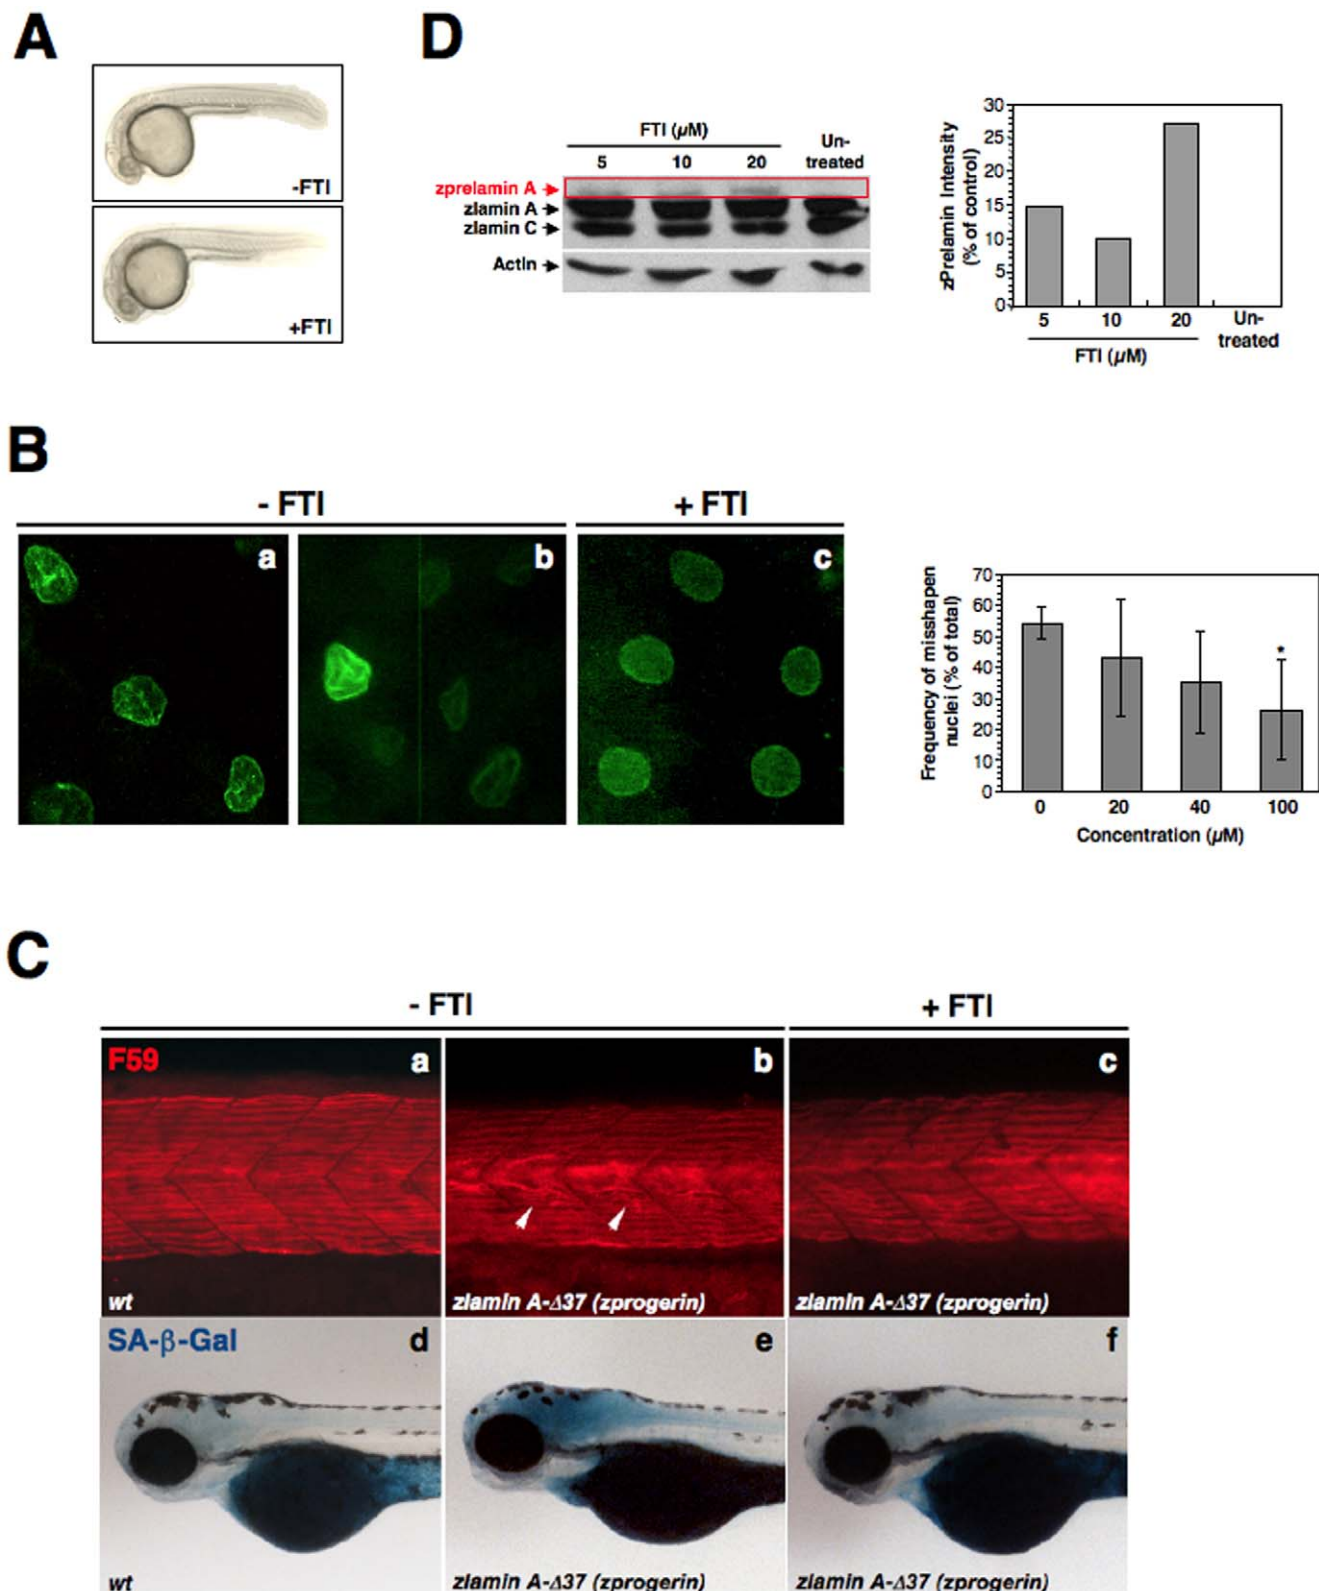 A
-FTI
+FTI
D
FTI (µM)
Un-
treated
5 10 20
zprelamin A
zlamin A
zlamin C
Actin
zPrelamin Intensity
(% of control)
30
25
20
15
10
5
0
5 10 20 Un-
treated
FTI (µM)
B
- FTI
+ FTI
a
b
c
Frequency of misshapen
nuclei (% of total)
70
60
50
40
30
20
10
0
*
0 20 40 100
Concentration (µM)
C
- FTI
+ FTI
F59
a
b
c
wt
zlamin A-Δ37 (zprogerin)
zlamin A-Δ37 (zprogerin)
SA-β-Gal
d
e
f
wt
zlamin A-Δ37 (zprogerin)
zlamin A-Δ37 (zprogerin)